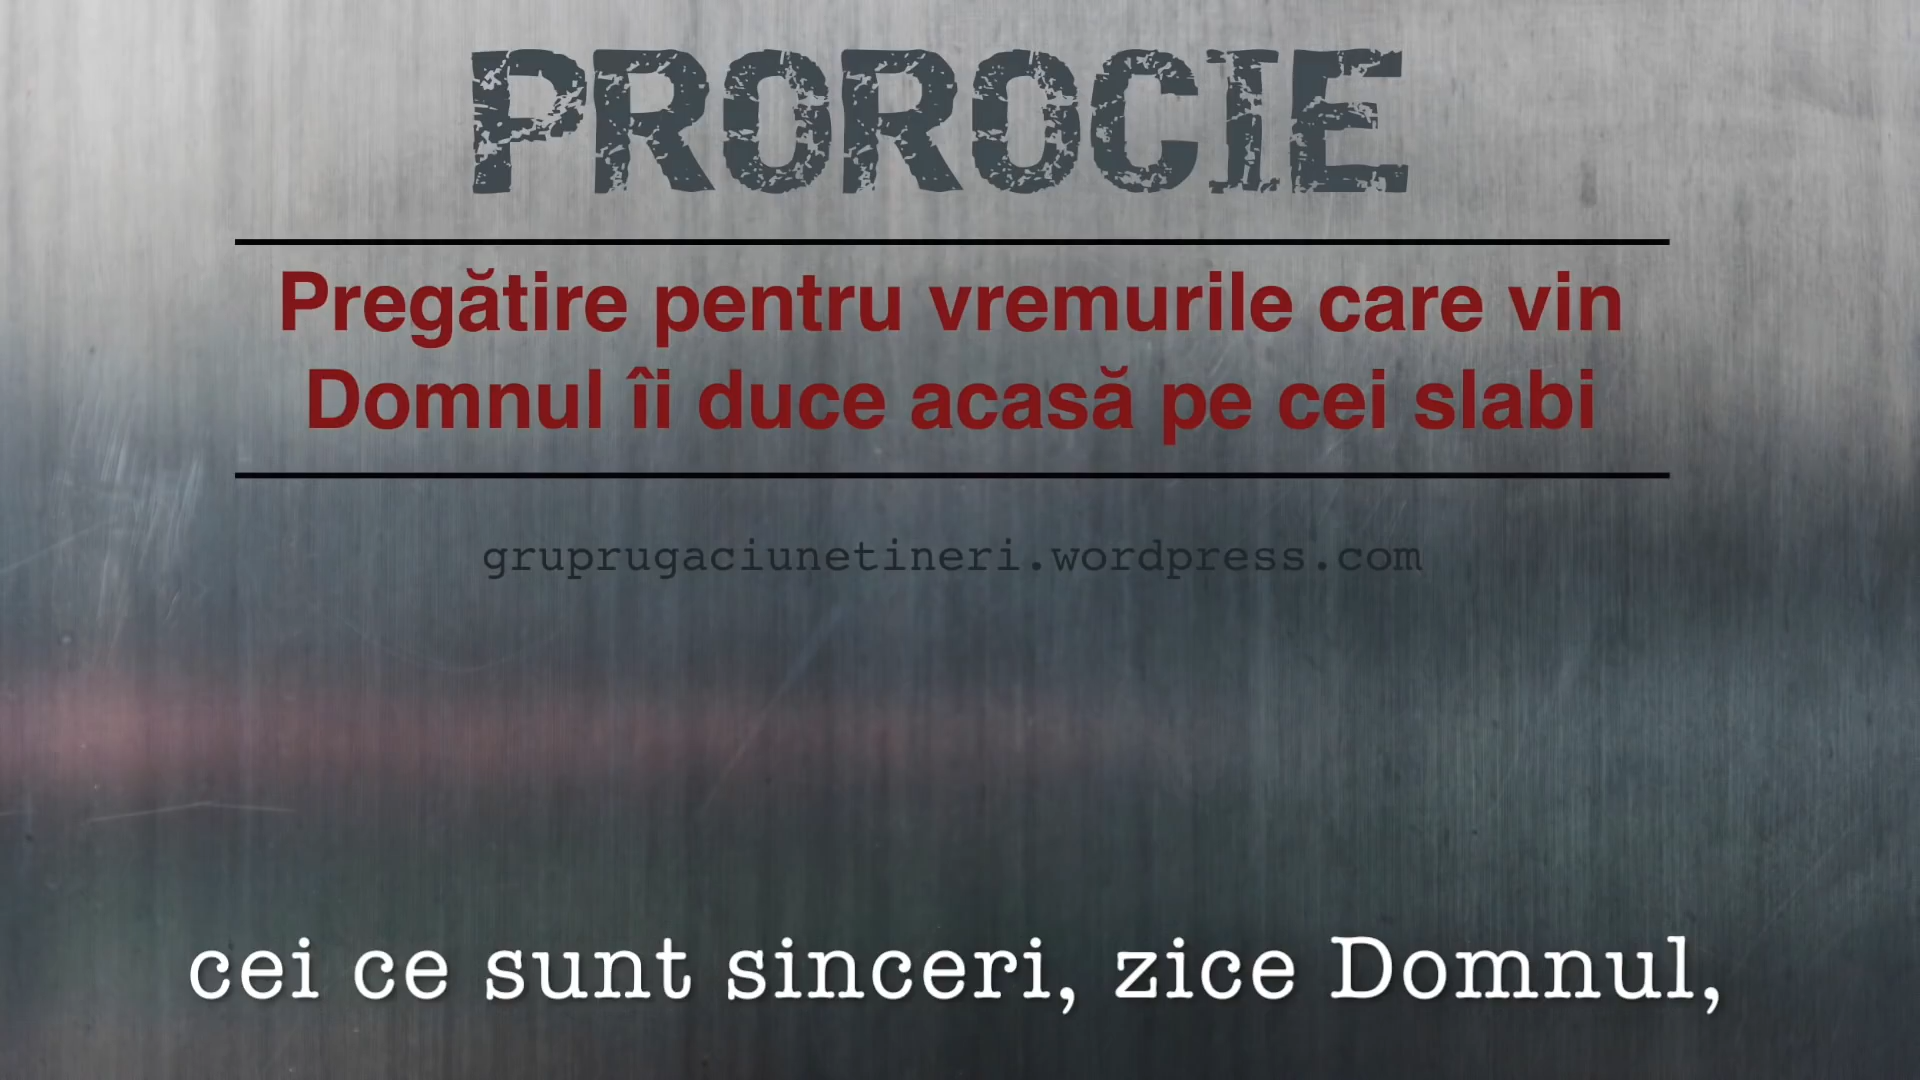 PROROCIE
Pregătire pentru vremurile care vin
Domnul îi duce acasă pe cei slabi
gruprugaciunetineri.wordpress.com
cei ce sunt sinceri, zice Domnul,